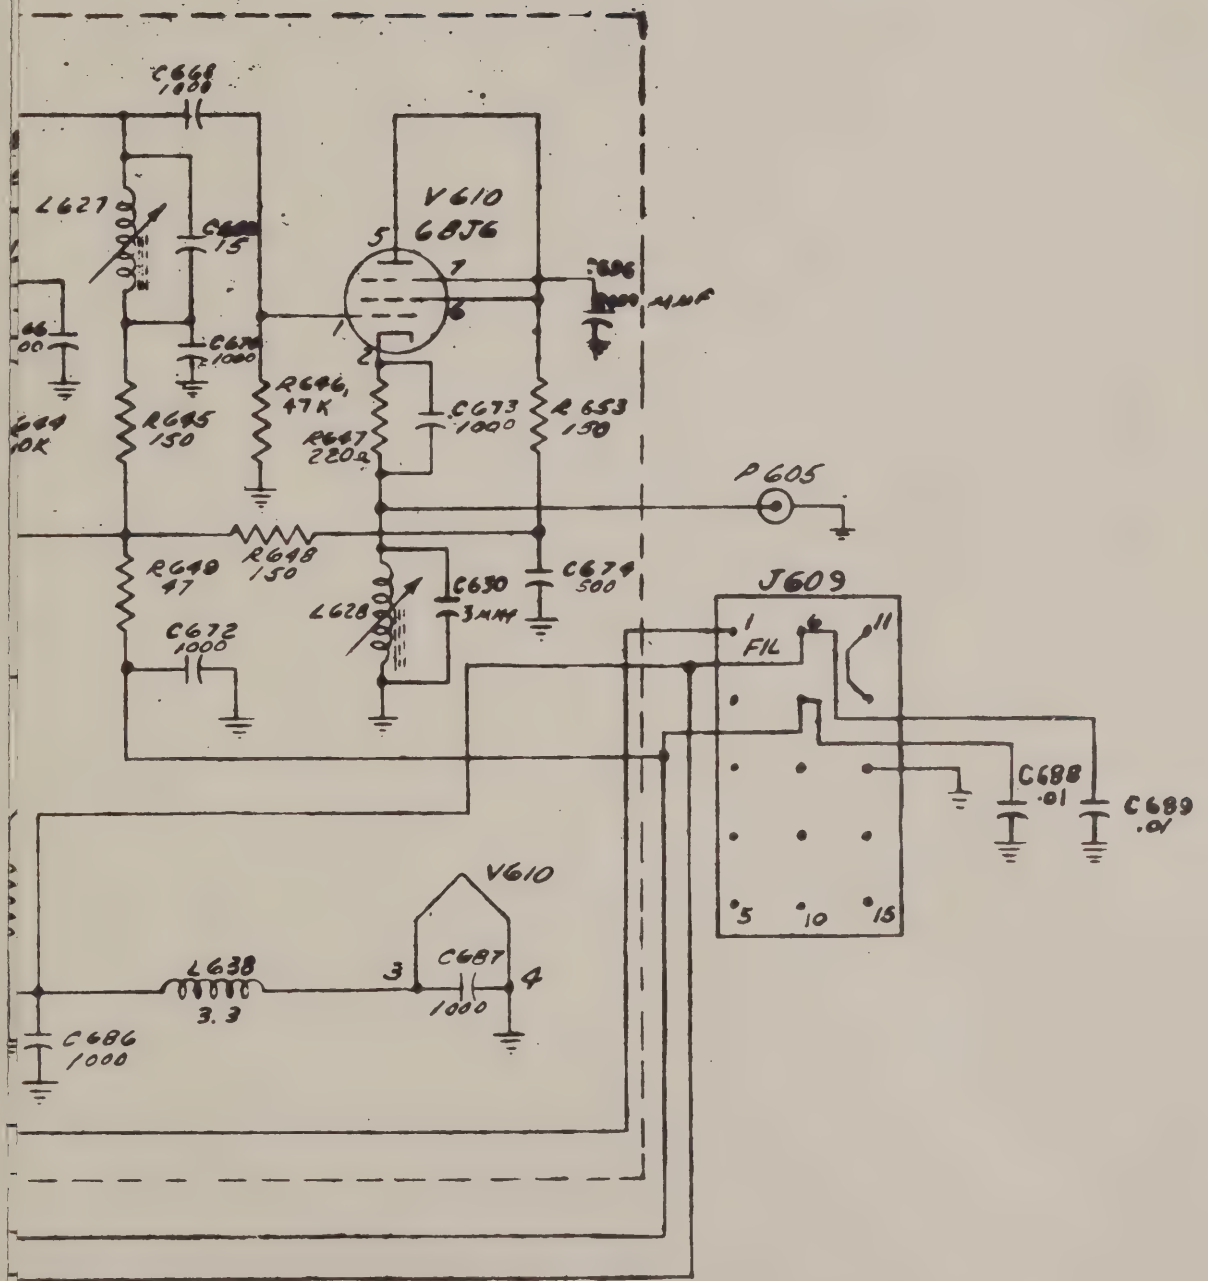 C668
1000
L627
V610
6BJ6
15
5
7
6
1
2
MMF
1000
R646
47K
R645
150
R647
220Ω
C673
1000
R653
150
P605
R648
150
R649
47
C672
1000
L628
C630
3MMF
C674
500
J609
1
6
11
FIL
5
10
15
C688
.01
C689
.01
V610
L638
3.3
3
C687
1000
4
C686
1000